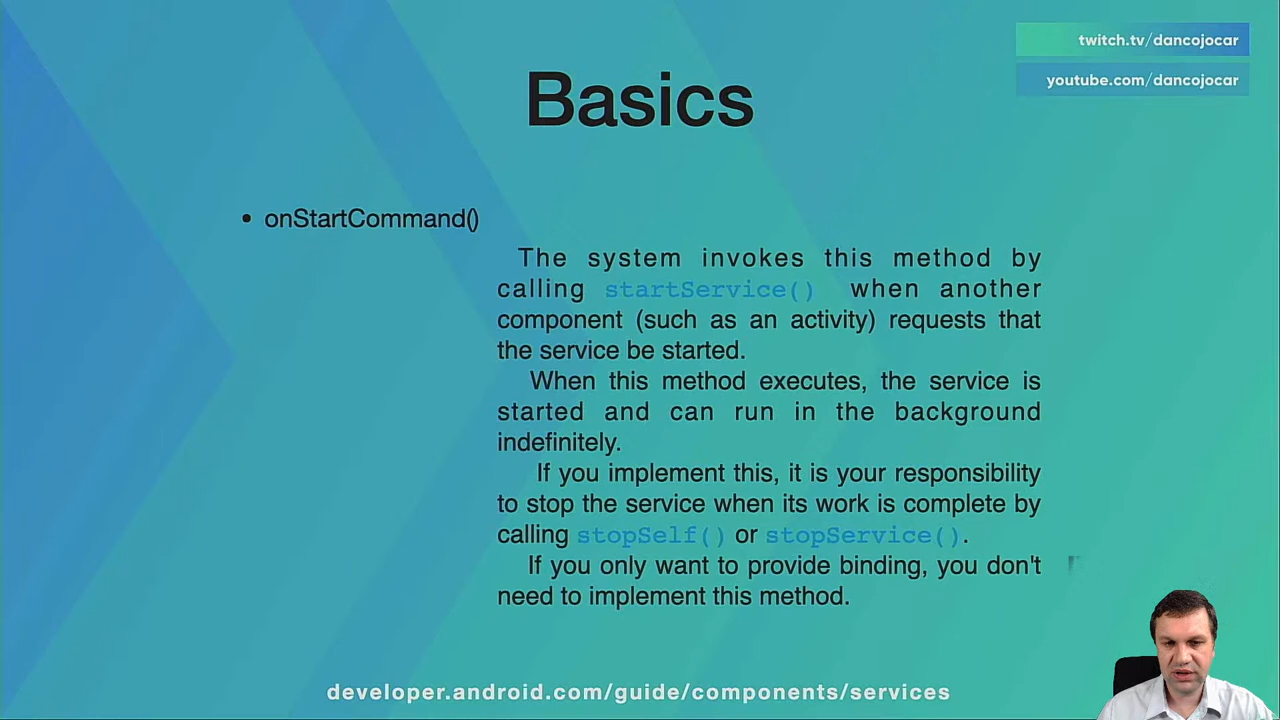 twitch.tv/dancojocar
youtube.com/dancojocar
Basics
• onStartCommand()
The system invokes this method by
calling startService() when another
component (such as an activity) requests that
the service be started.
When this method executes, the service is
started and can run in the background
indefinitely.
If you implement this, it is your responsibility
to stop the service when its work is complete by
calling stopSelf() or stopService().
If you only want to provide binding, you don't
need to implement this method.
developer.android.com/guide/components/services